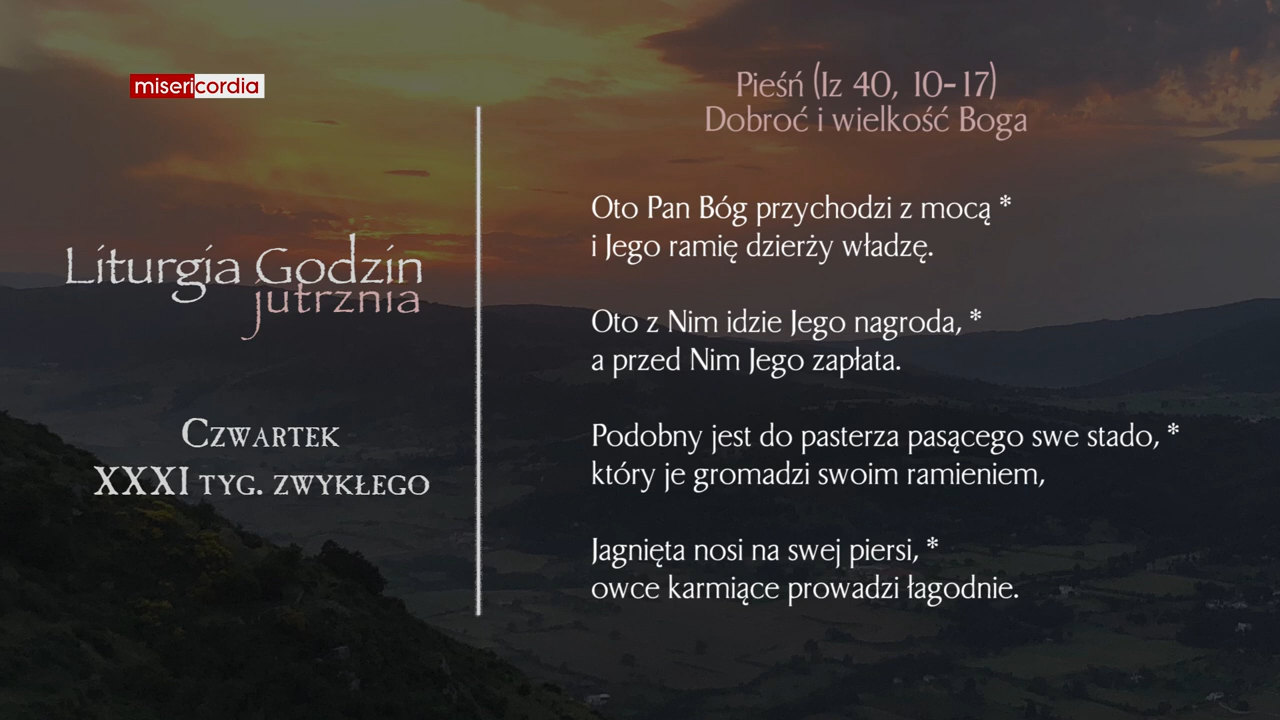 misericordia
Liturgia Godzin
jutrznia
Czwartek
XXXI tyg. zwykłego
Pieśń (Iz 40, 10-17)
Dobroć i wielkość Boga
Oto Pan Bóg przychodzi z mocą *
i Jego ramię dzierży władzę.
Oto z Nim idzie Jego nagroda, *
a przed Nim Jego zapłata.
Podobny jest do pasterza pasącego swe stado, *
który je gromadzi swoim ramieniem,
Jagnięta nosi na swej piersi, *
owce karmiące prowadzi łagodnie.